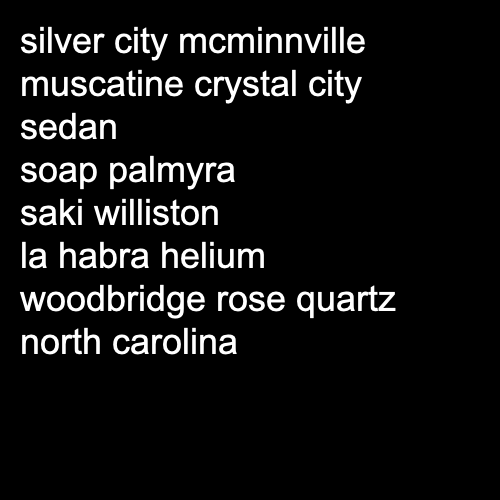 silver city mcminnville
muscatine crystal city
sedan
soap palmyra
saki williston
la habra helium
woodbridge rose quartz
north carolina